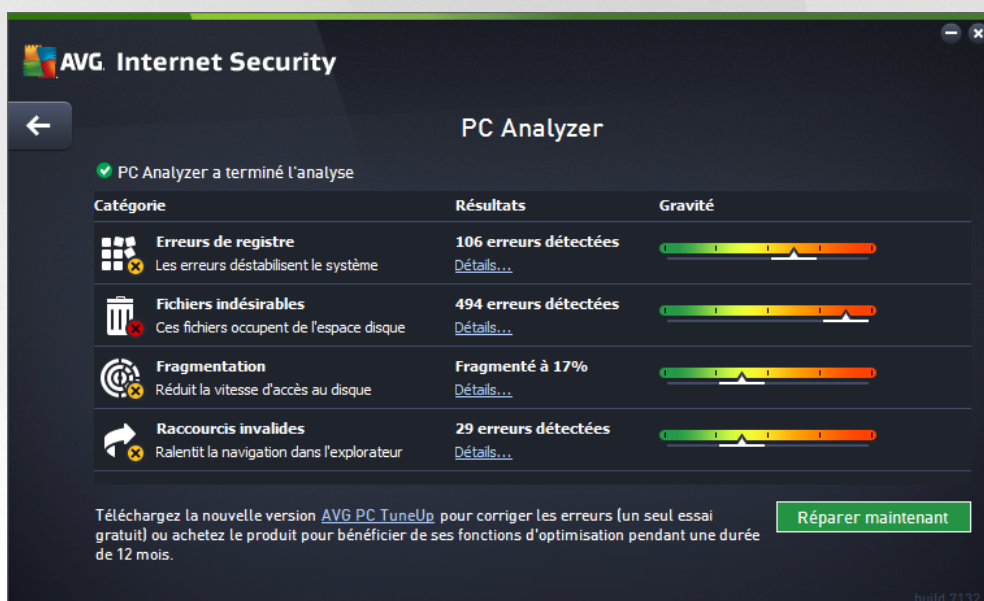 AVG. Internet Security
PC Analyzer
PC Analyzer a terminé l'analyse
Catégorie Résultats Gravité
Erreurs de registre 106 erreurs détectées
Les erreurs déstabilisent le système Détails...
Fichiers indésirables 494 erreurs détectées
Ces fichiers occupent de l'espace disque Détails...
Fragmentation Fragmenté à 17%
Réduit la vitesse d'accès au disque Détails...
Raccourcis invalides 29 erreurs détectées
Ralentit la navigation dans l'explorateur Détails...
Téléchargez la nouvelle version AVG PC TuneUp pour corriger les erreurs (un seul essai
gratuit) ou achetez le produit pour bénéficier de ses fonctions d'optimisation pendant une durée
de 12 mois.
Réparer maintenant
build 7132